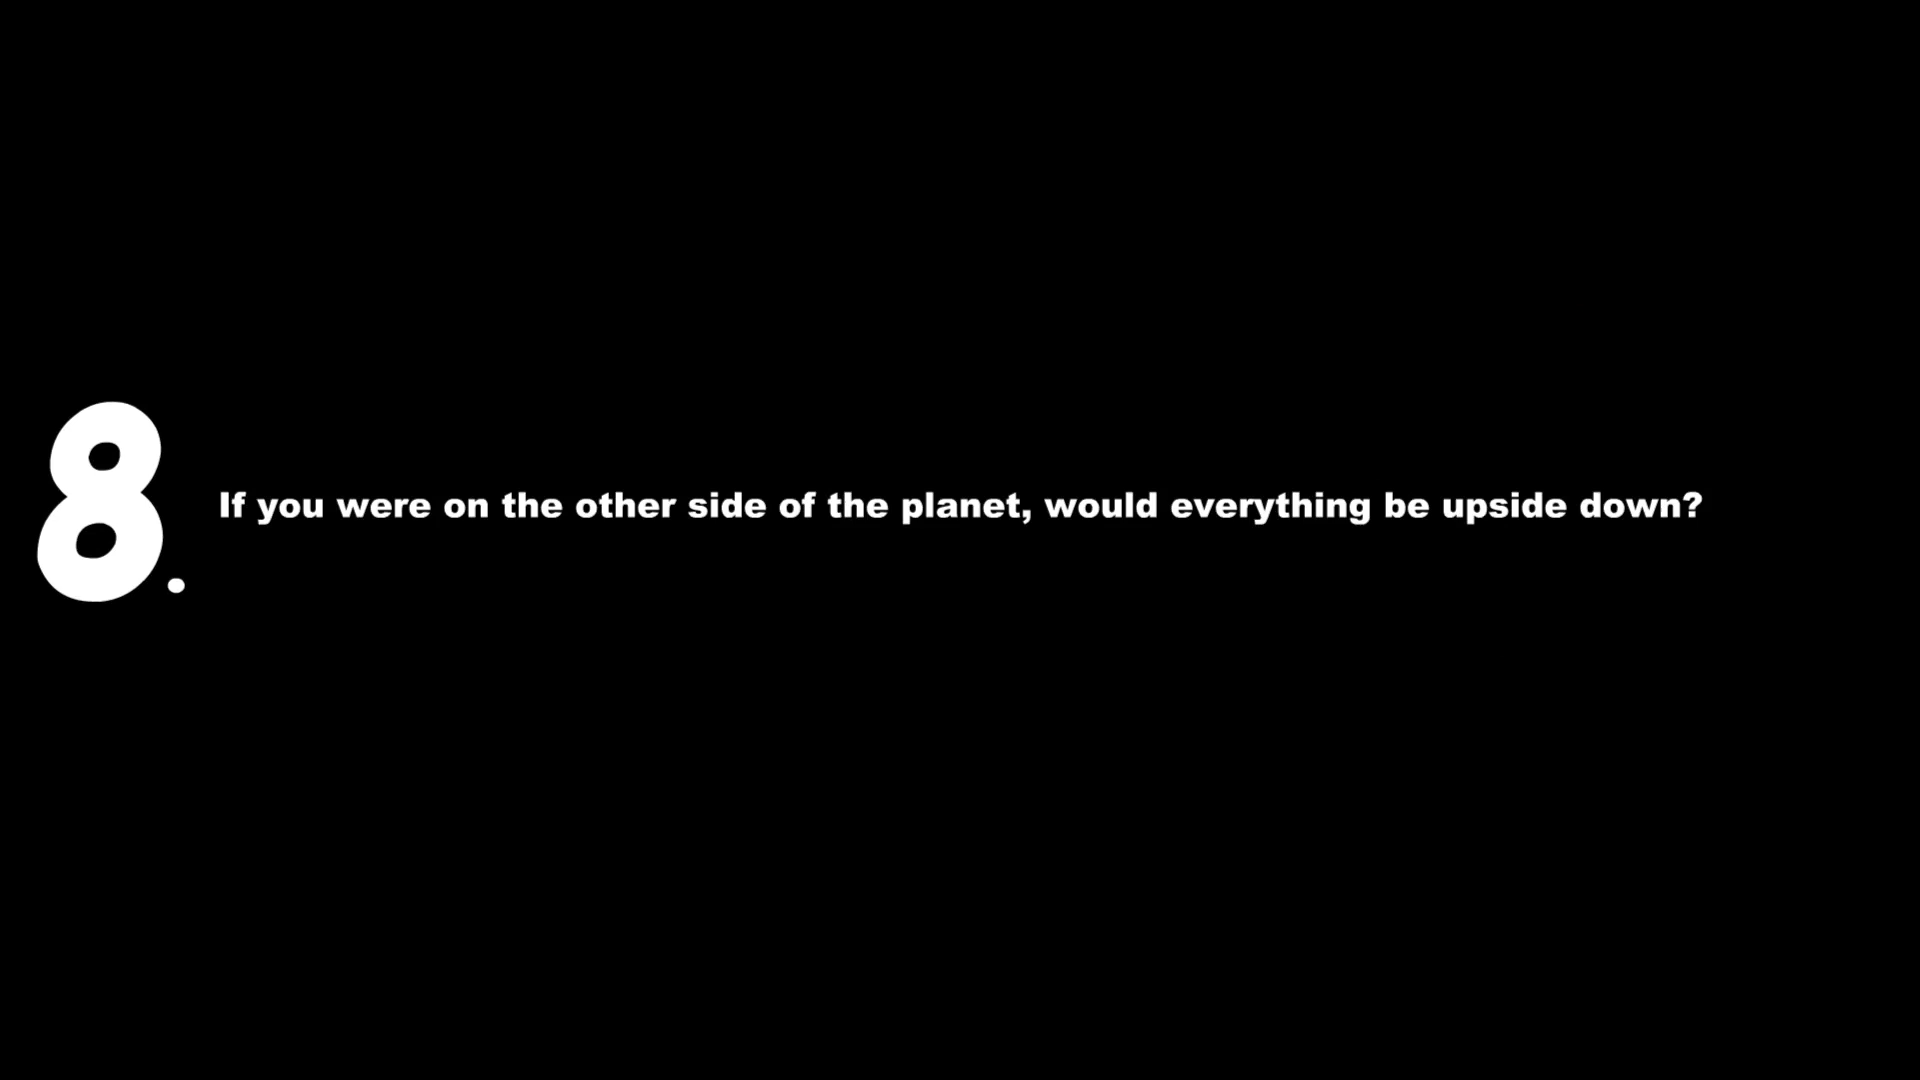 8. If you were on the other side of the planet, would everything be upside down?